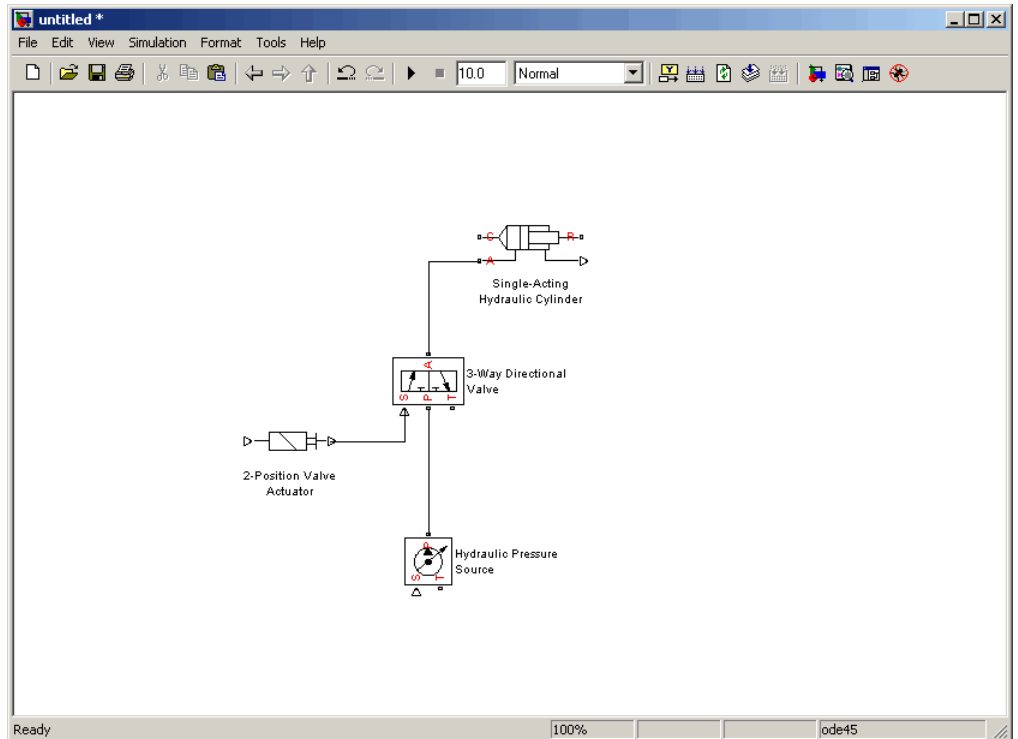 untitled *
File Edit View Simulation Format Tools Help
10.0 Normal
C R
A
Single-Acting
Hydraulic Cylinder
A
3-Way Directional
Valve
S P T
2-Position Valve
Actuator
P
Hydraulic Pressure
Source
S T
Ready 100% ode45